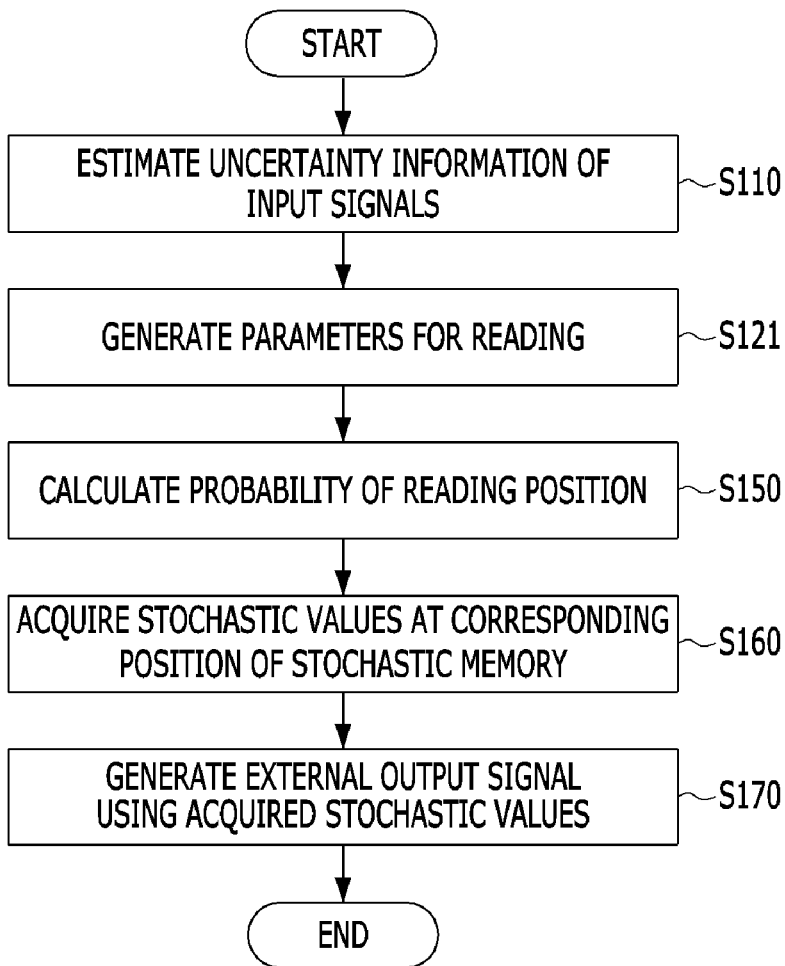 START
ESTIMATE UNCERTAINTY INFORMATION OF
INPUT SIGNALS
S110
GENERATE PARAMETERS FOR READING
S121
CALCULATE PROBABILITY OF READING POSITION
S150
ACQUIRE STOCHASTIC VALUES AT CORRESPONDING
POSITION OF STOCHASTIC MEMORY
S160
GENERATE EXTERNAL OUTPUT SIGNAL
USING ACQUIRED STOCHASTIC VALUES
S170
END